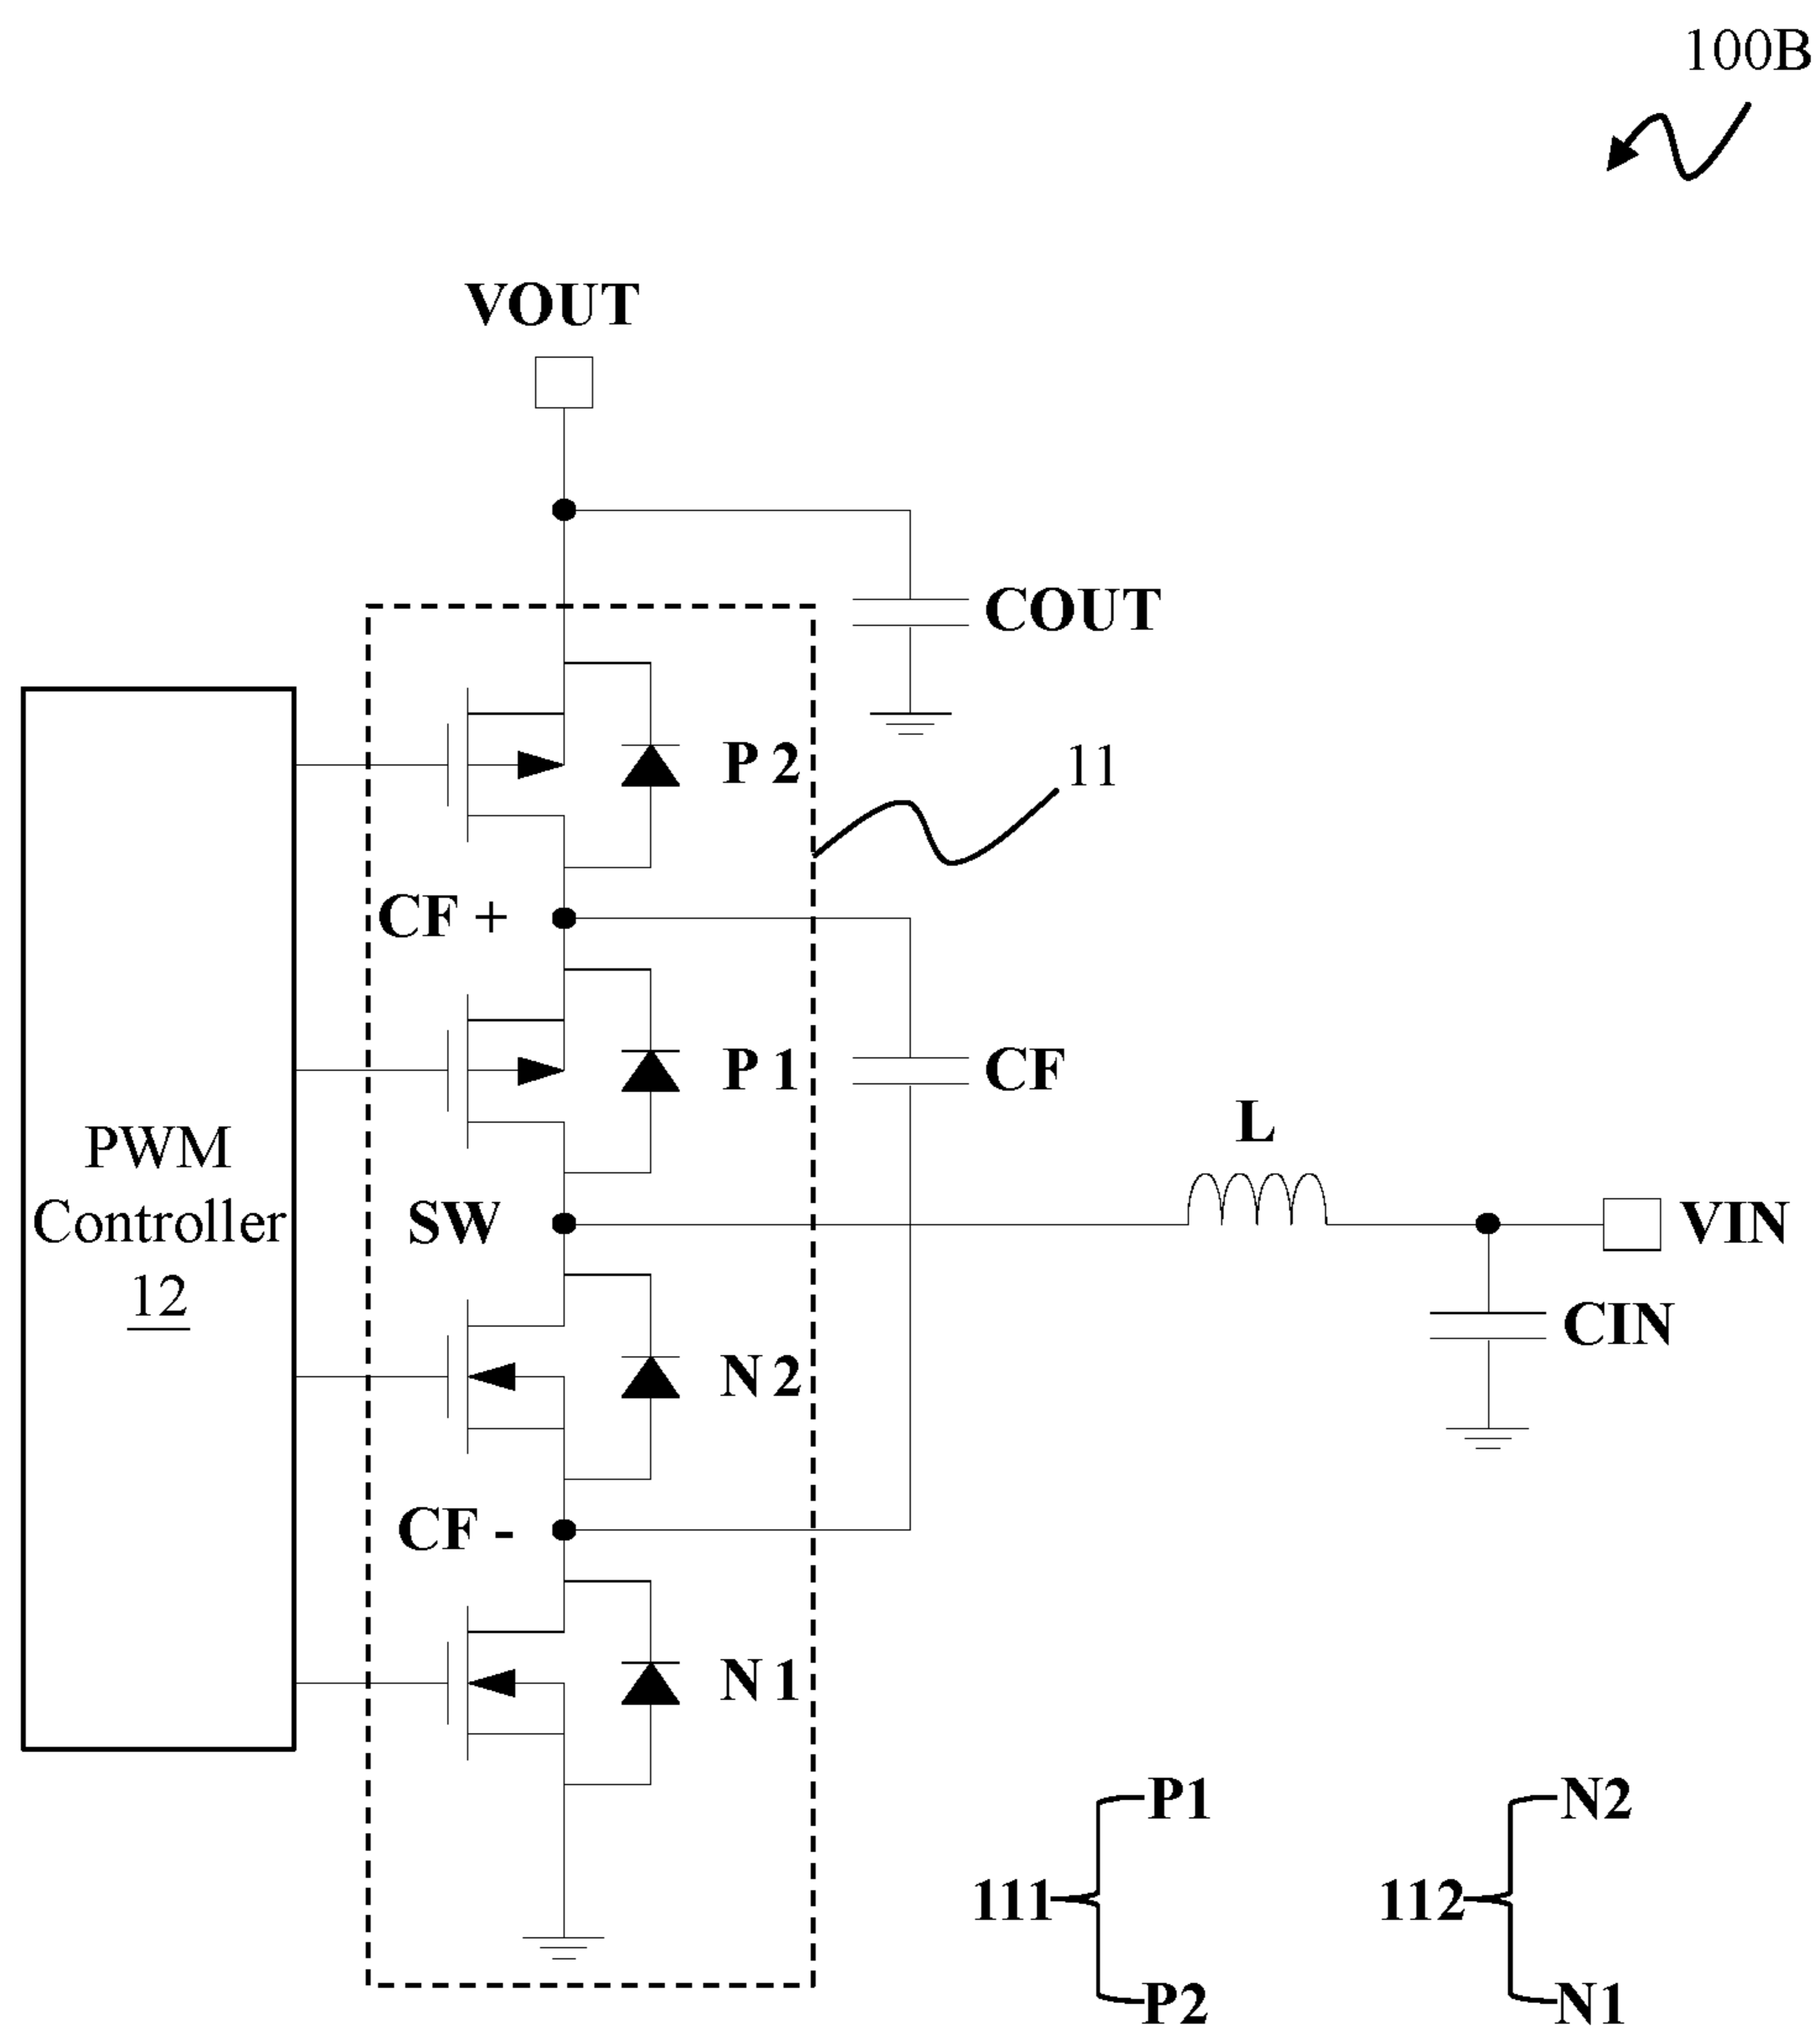 100B
VOUT
COUT
P 2
11
CF +
P 1
CF
L
PWM
Controller
12
SW
VIN
CIN
N 2
CF -
N 1
P1
N2
111
112
P2
N1